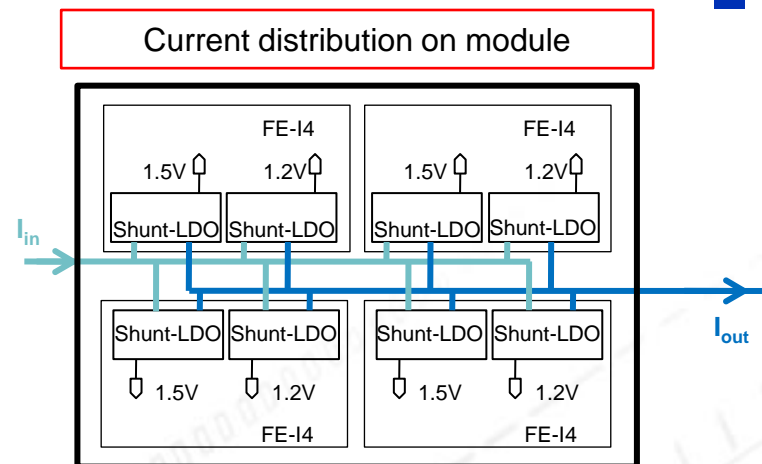 Current distribution on module
FE-I4 FE-I4
1.5V 1.2V 1.5V 1.2V
Shunt-LDO Shunt-LDO Shunt-LDO Shunt-LDO
Iin
Iout
Shunt-LDO Shunt-LDO Shunt-LDO Shunt-LDO
1.5V 1.2V 1.5V 1.2V
FE-I4 FE-I4